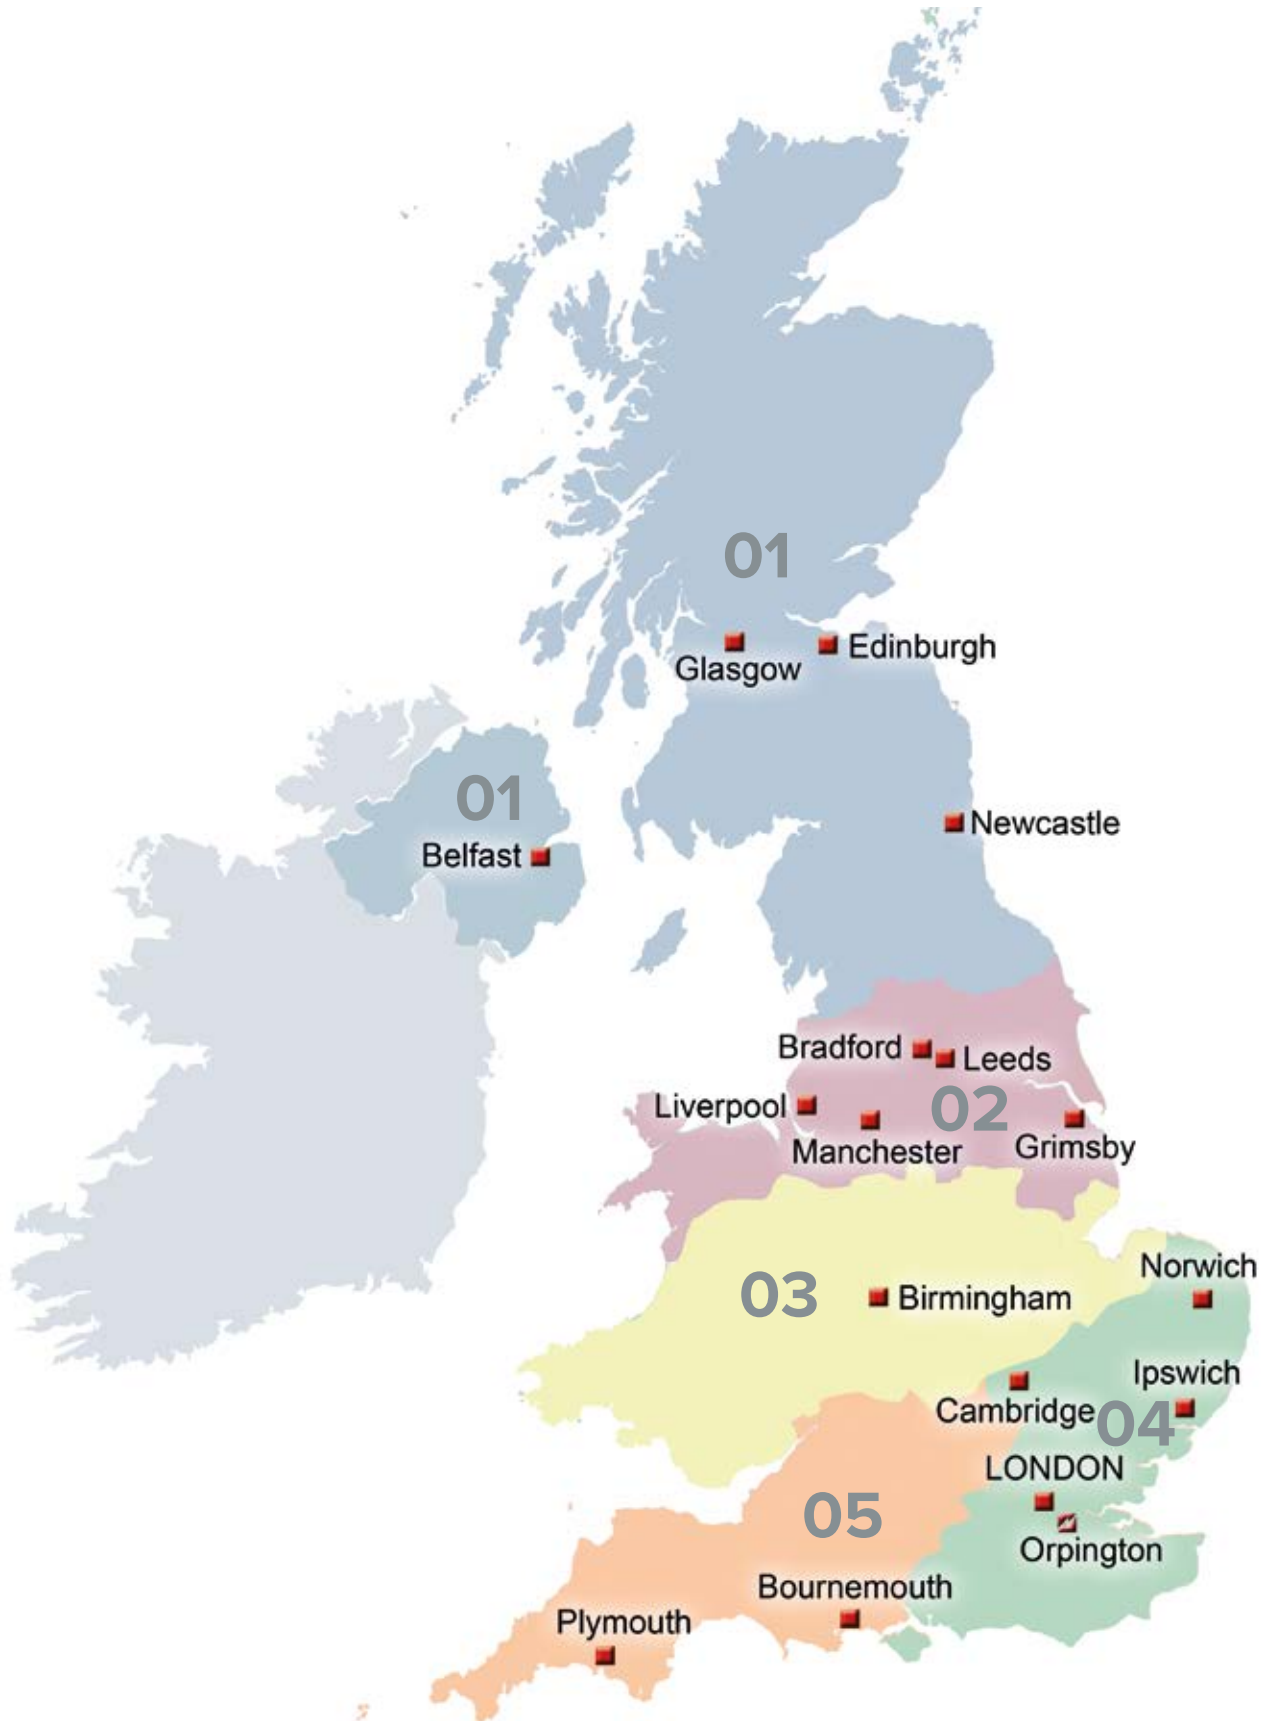 01
Glasgow
Edinburgh
01
Belfast
Newcastle
Bradford
Leeds
Liverpool
02
Manchester
Grimsby
Norwich
03
Birmingham
Ipswich
Cambridge
04
LONDON
05
Orpington
Bournemouth
Plymouth